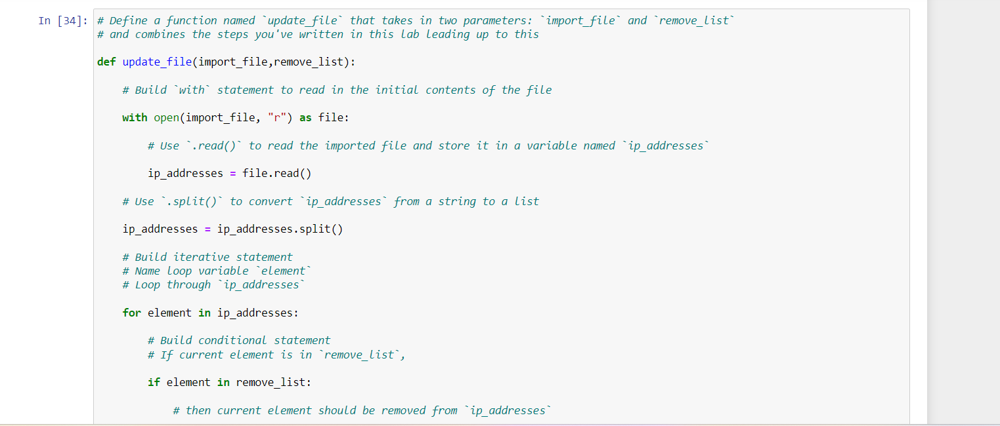 In [34]: # Define a function named `update_file` that takes in two parameters: `import_file` and `remove_list`
# and combines the steps you've written in this lab leading up to this
def update_file(import_file,remove_list):
# Build `with` statement to read in the initial contents of the file
with open(import_file, "r") as file:
# Use `.read()` to read the imported file and store it in a variable named `ip_addresses`
ip_addresses = file.read()
# Use `.split()` to convert `ip_addresses` from a string to a list
ip_addresses = ip_addresses.split()
# Build iterative statement
# Name loop variable `element`
# Loop through `ip_addresses`
for element in ip_addresses:
# Build conditional statement
# If current element is in `remove_list`,
if element in remove_list:
# then current element should be removed from `ip_addresses`